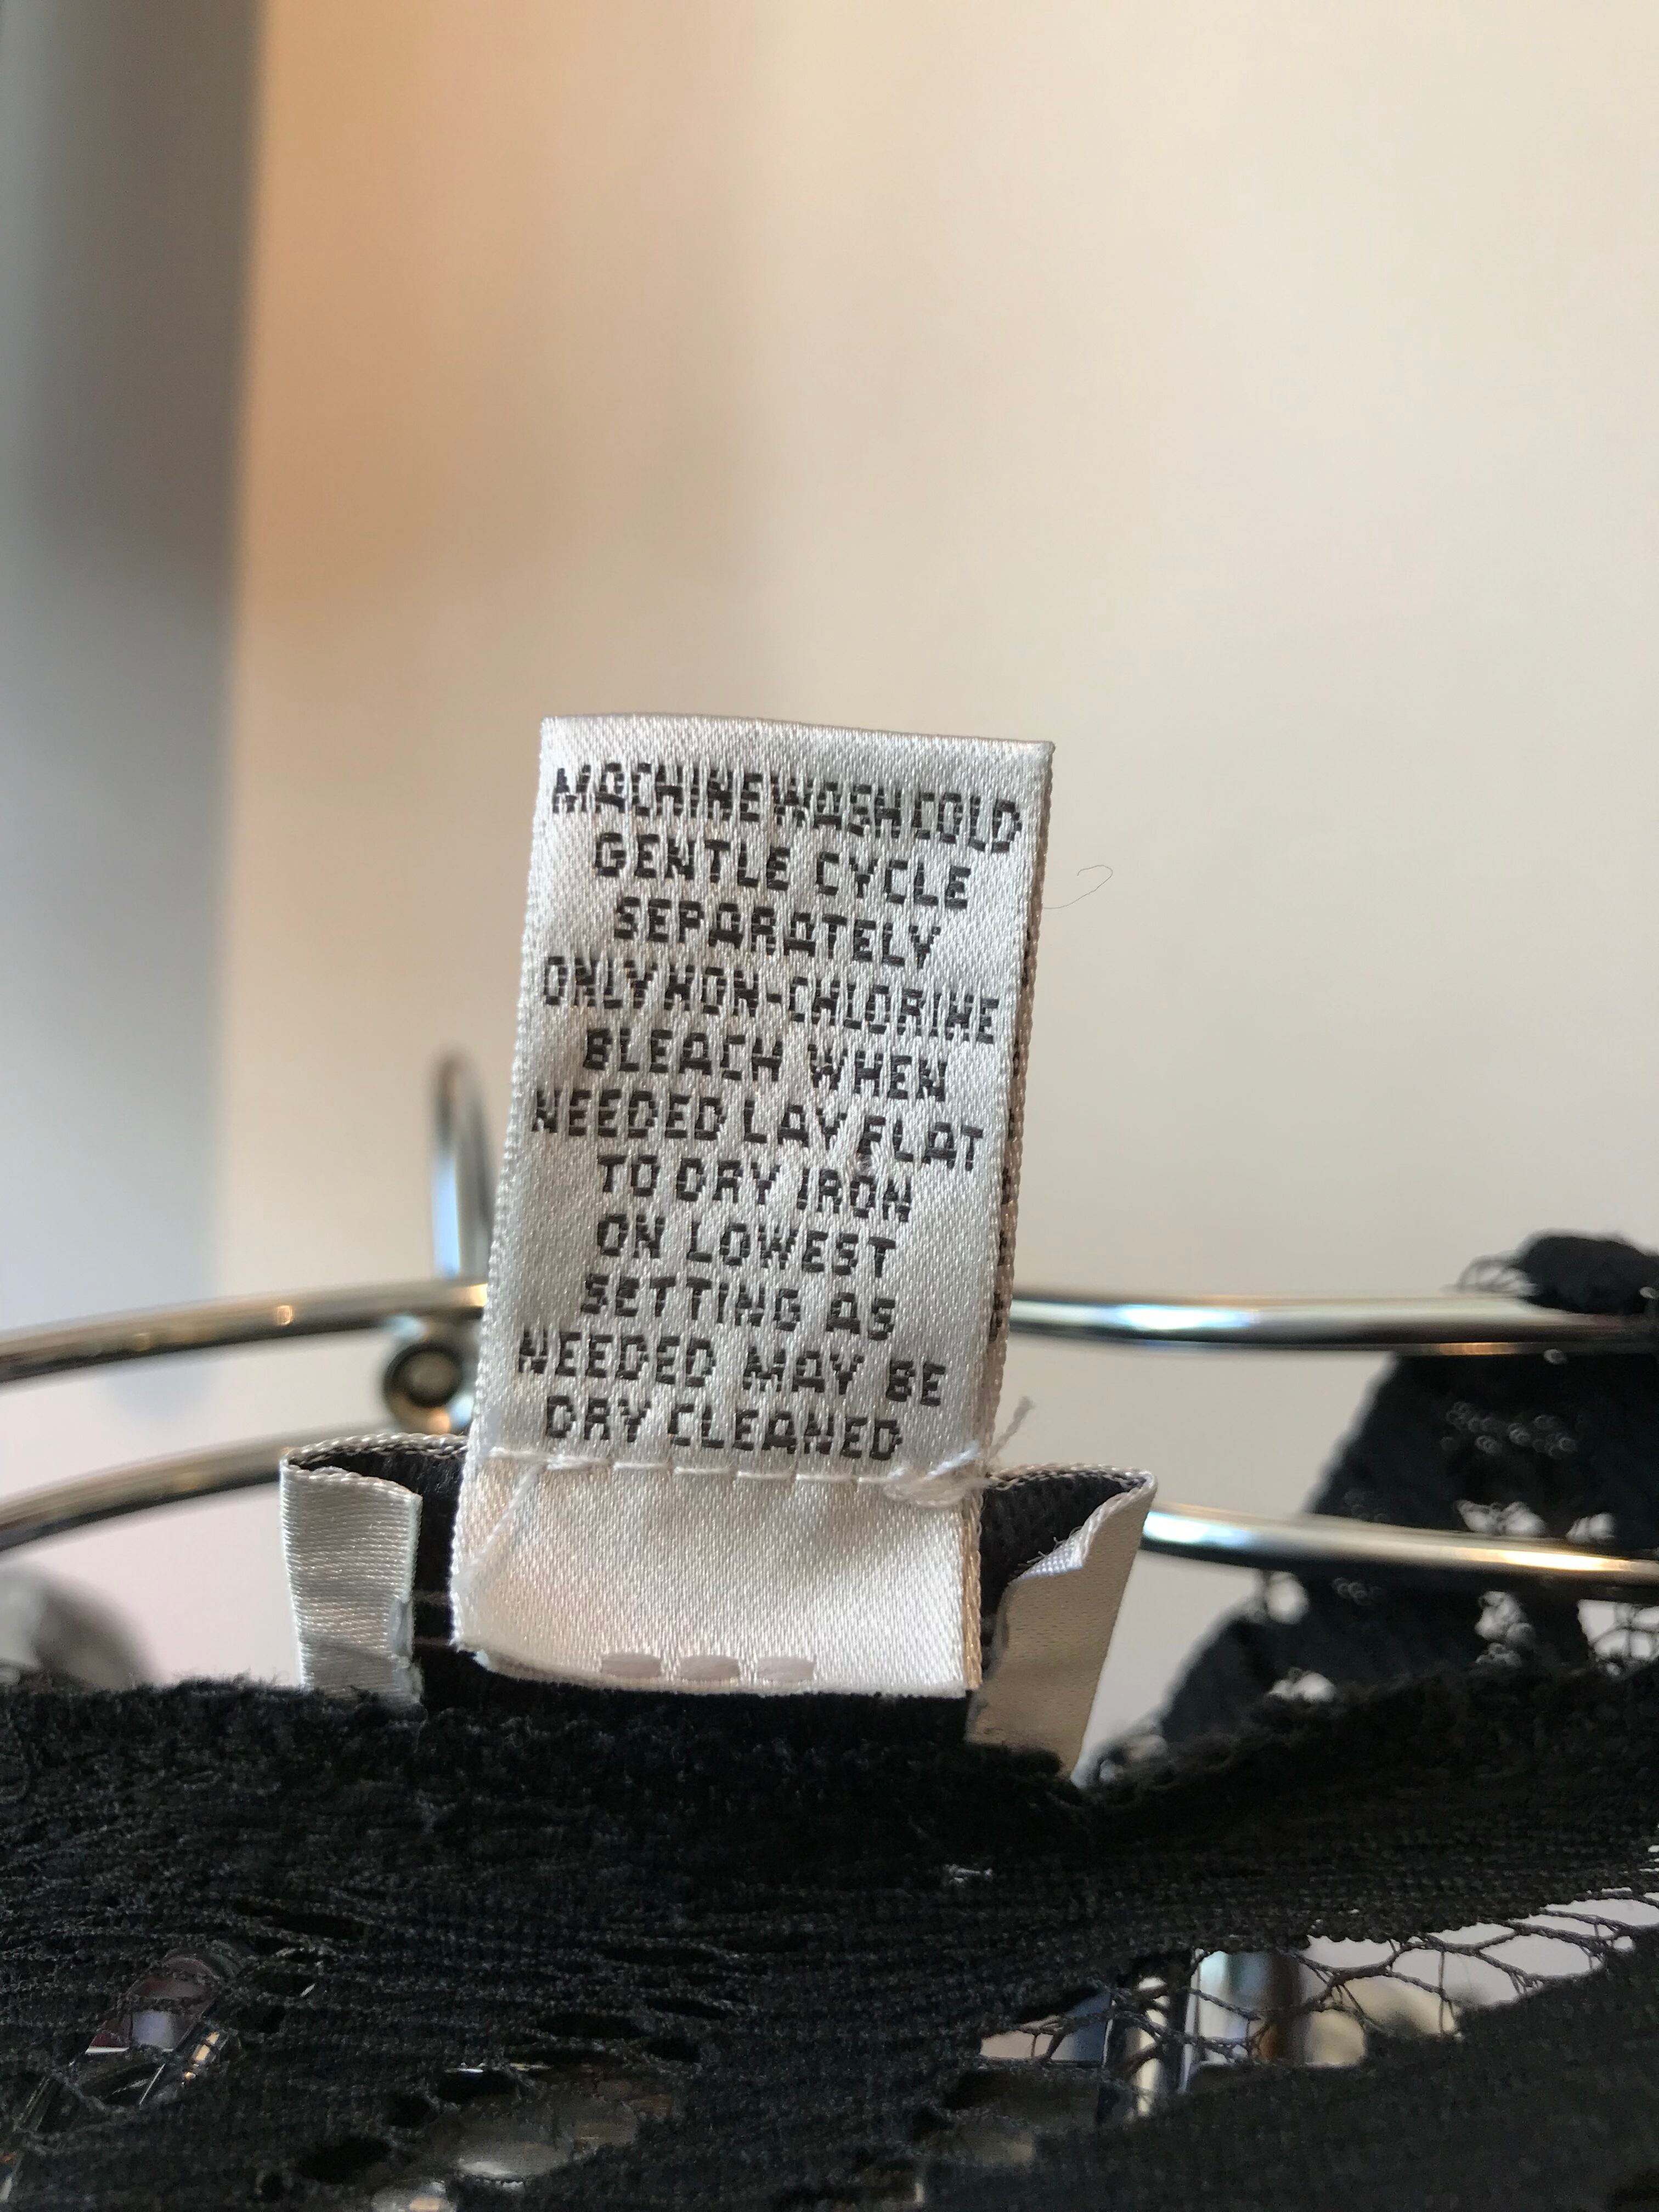 MACHINE WASH COLD
GENTLE CYCLE
SEPARATELY
ONLY NON-CHLORINE
BLEACH WHEN
NEEDED LAY FLAT
TO DRY IRON
ON LOWEST
SETTING AS
NEEDED MAY BE
DRY CLEANED